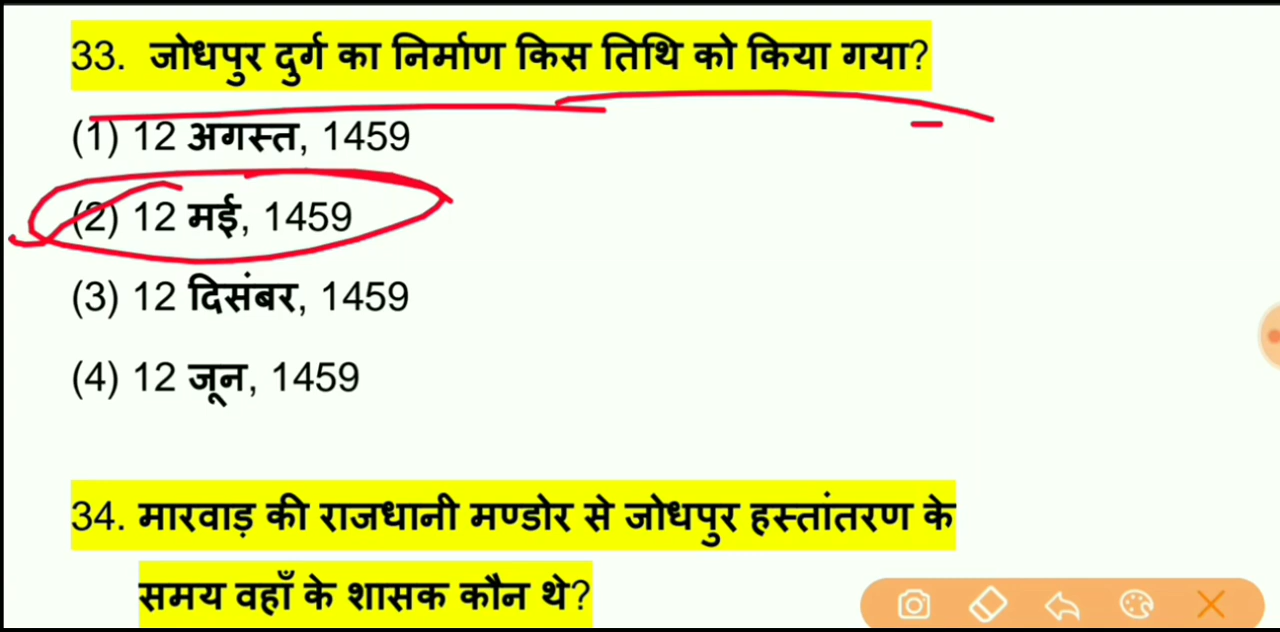 33. जोधपुर दुर्ग का निर्माण किस तिथि को किया गया?
(1) 12 अगस्त, 1459
(2) 12 मई, 1459
(3) 12 दिसंबर, 1459
(4) 12 जून, 1459
34. मारवाड़ की राजधानी मण्डोर से जोधपुर हस्तांतरण के
समय वहाँ के शासक कौन थे?